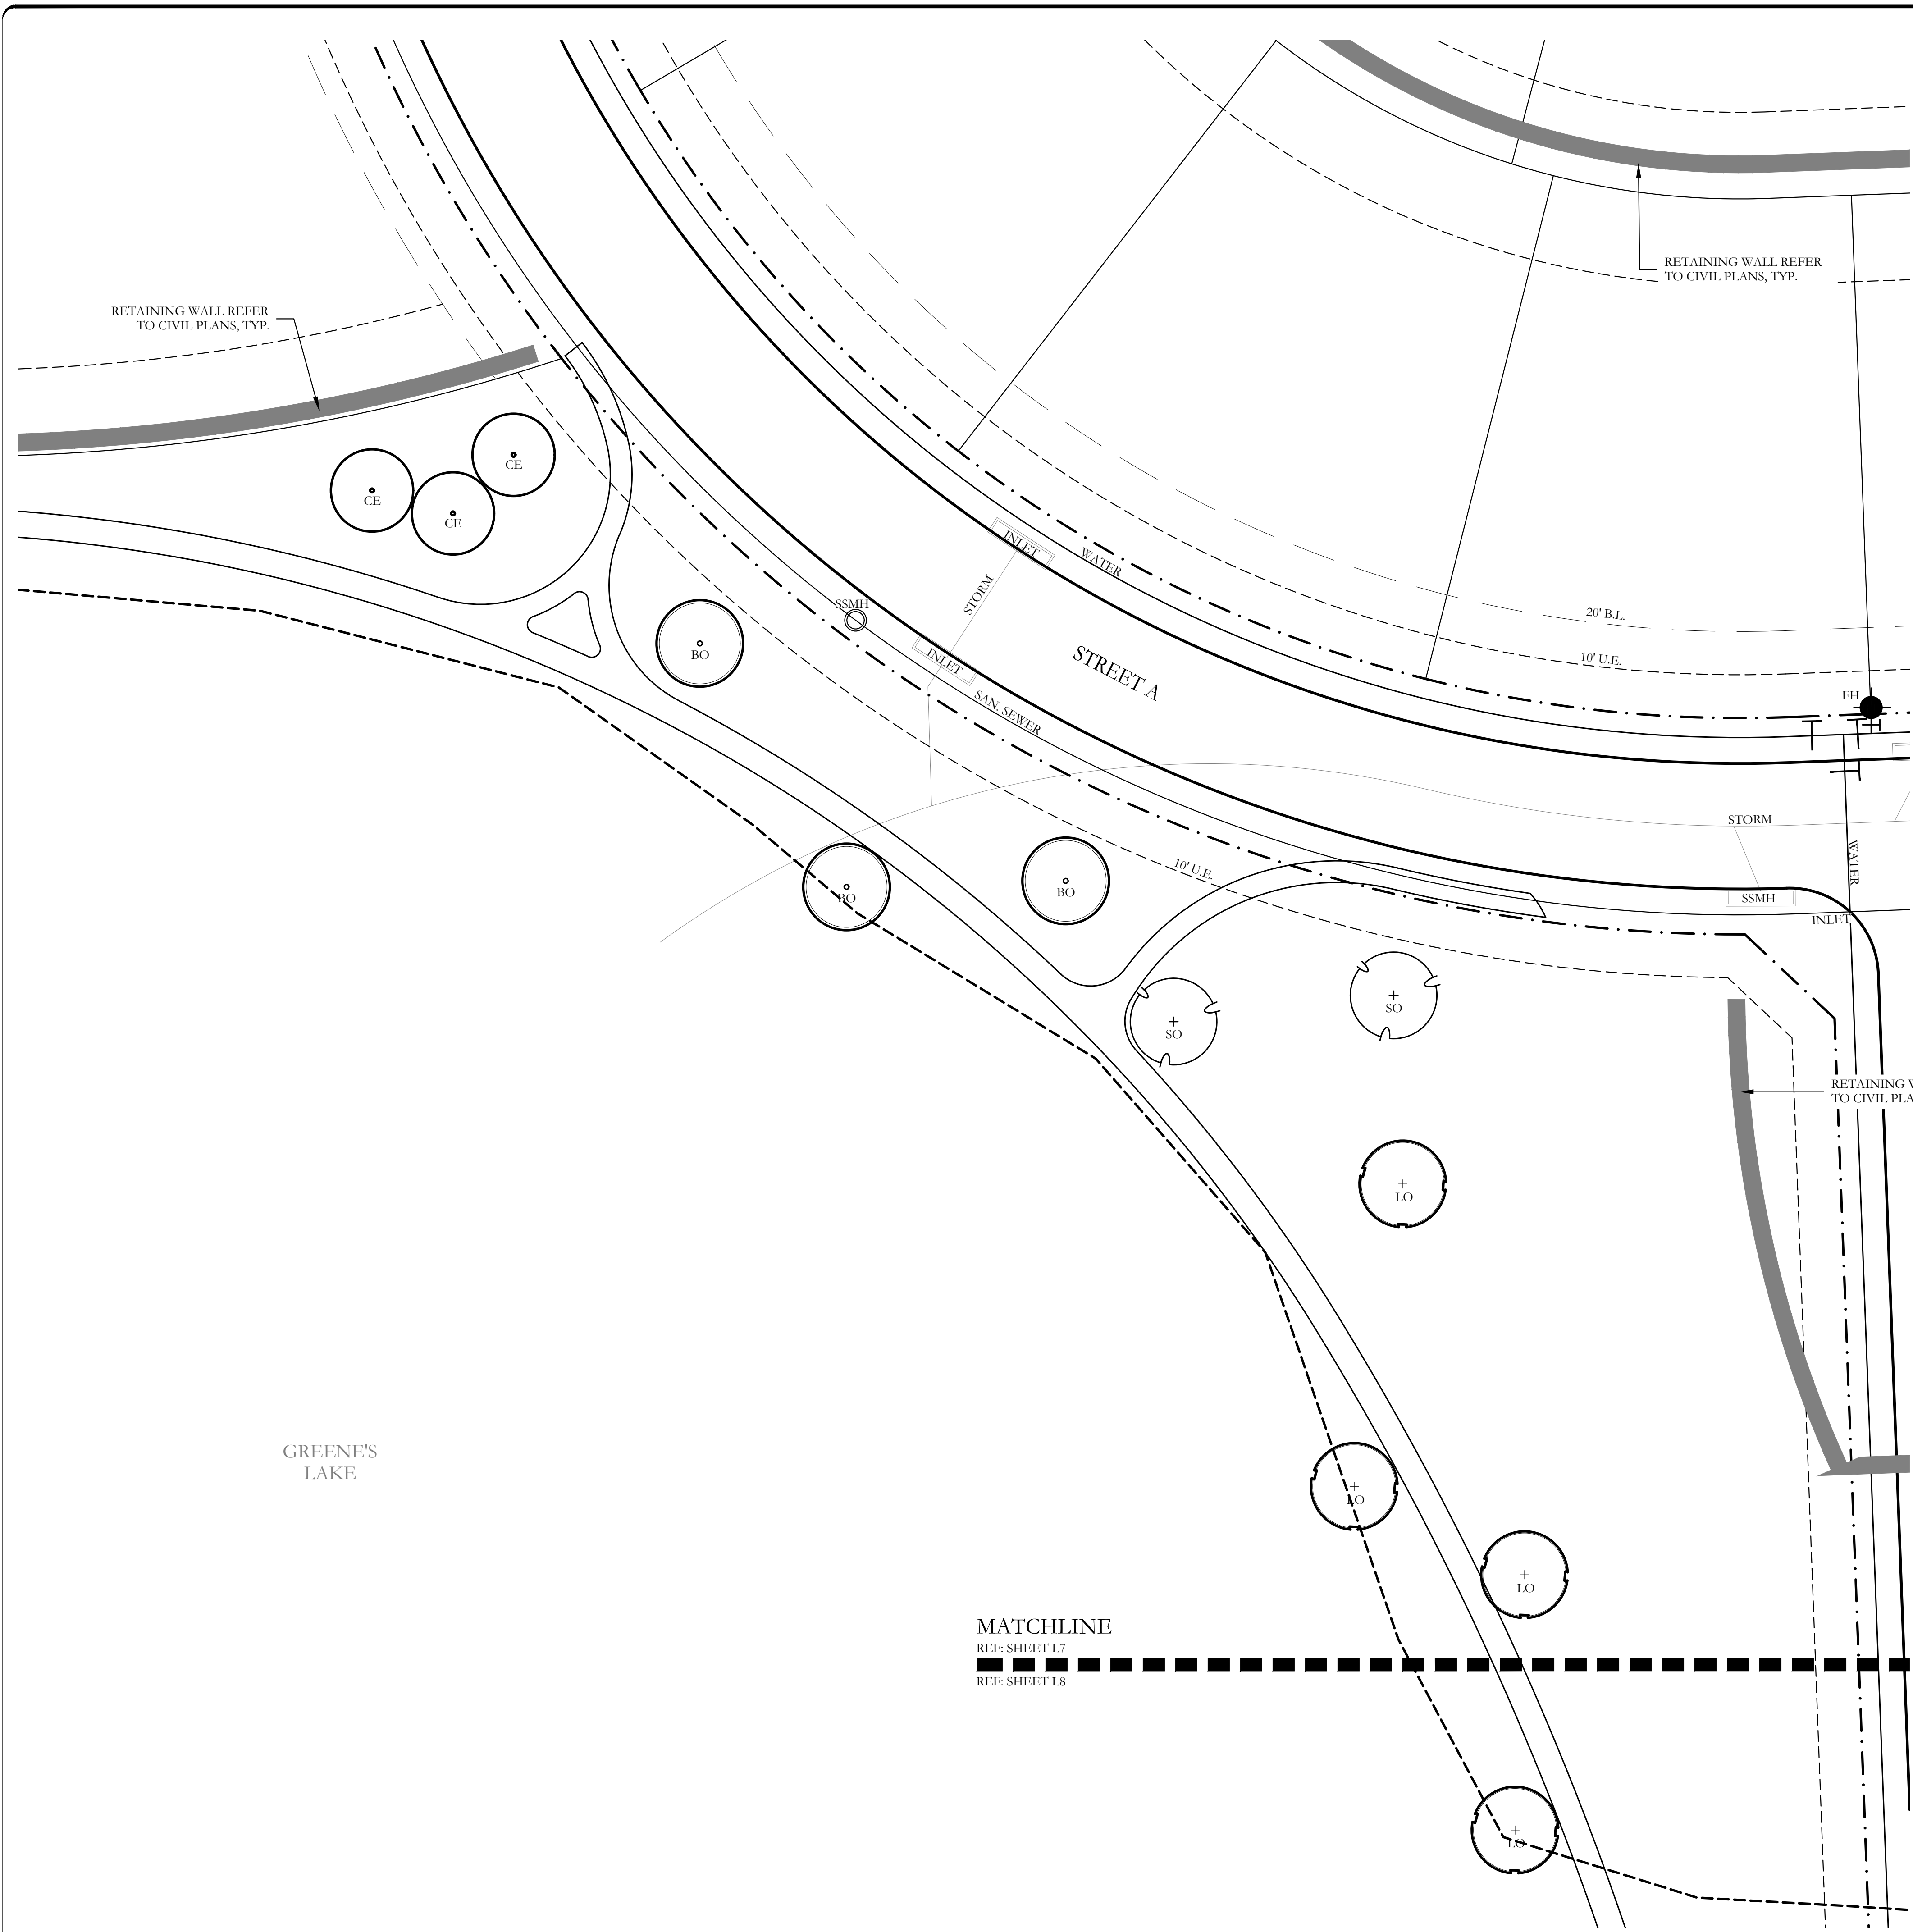 RETAINING WALL REFER
TO CIVIL PLANS, TYP.
RETAINING WALL REFER
TO CIVIL PLANS, TYP.
CE
CE
CE
INLET
WATER
STORM
SSMH
20' B.L.
BO
INLET
STREET A
10' U.E.
SAN. SEWER
FH
STORM
WATER
10' U.E.
BO
BO
SSMH
INLET
SO
SO
RETAINING
TO CIVIL
LO
GREENE'S
LAKE
LO
LO
MATCHLINE
REF: SHEET L7
REF: SHEET L8
LO